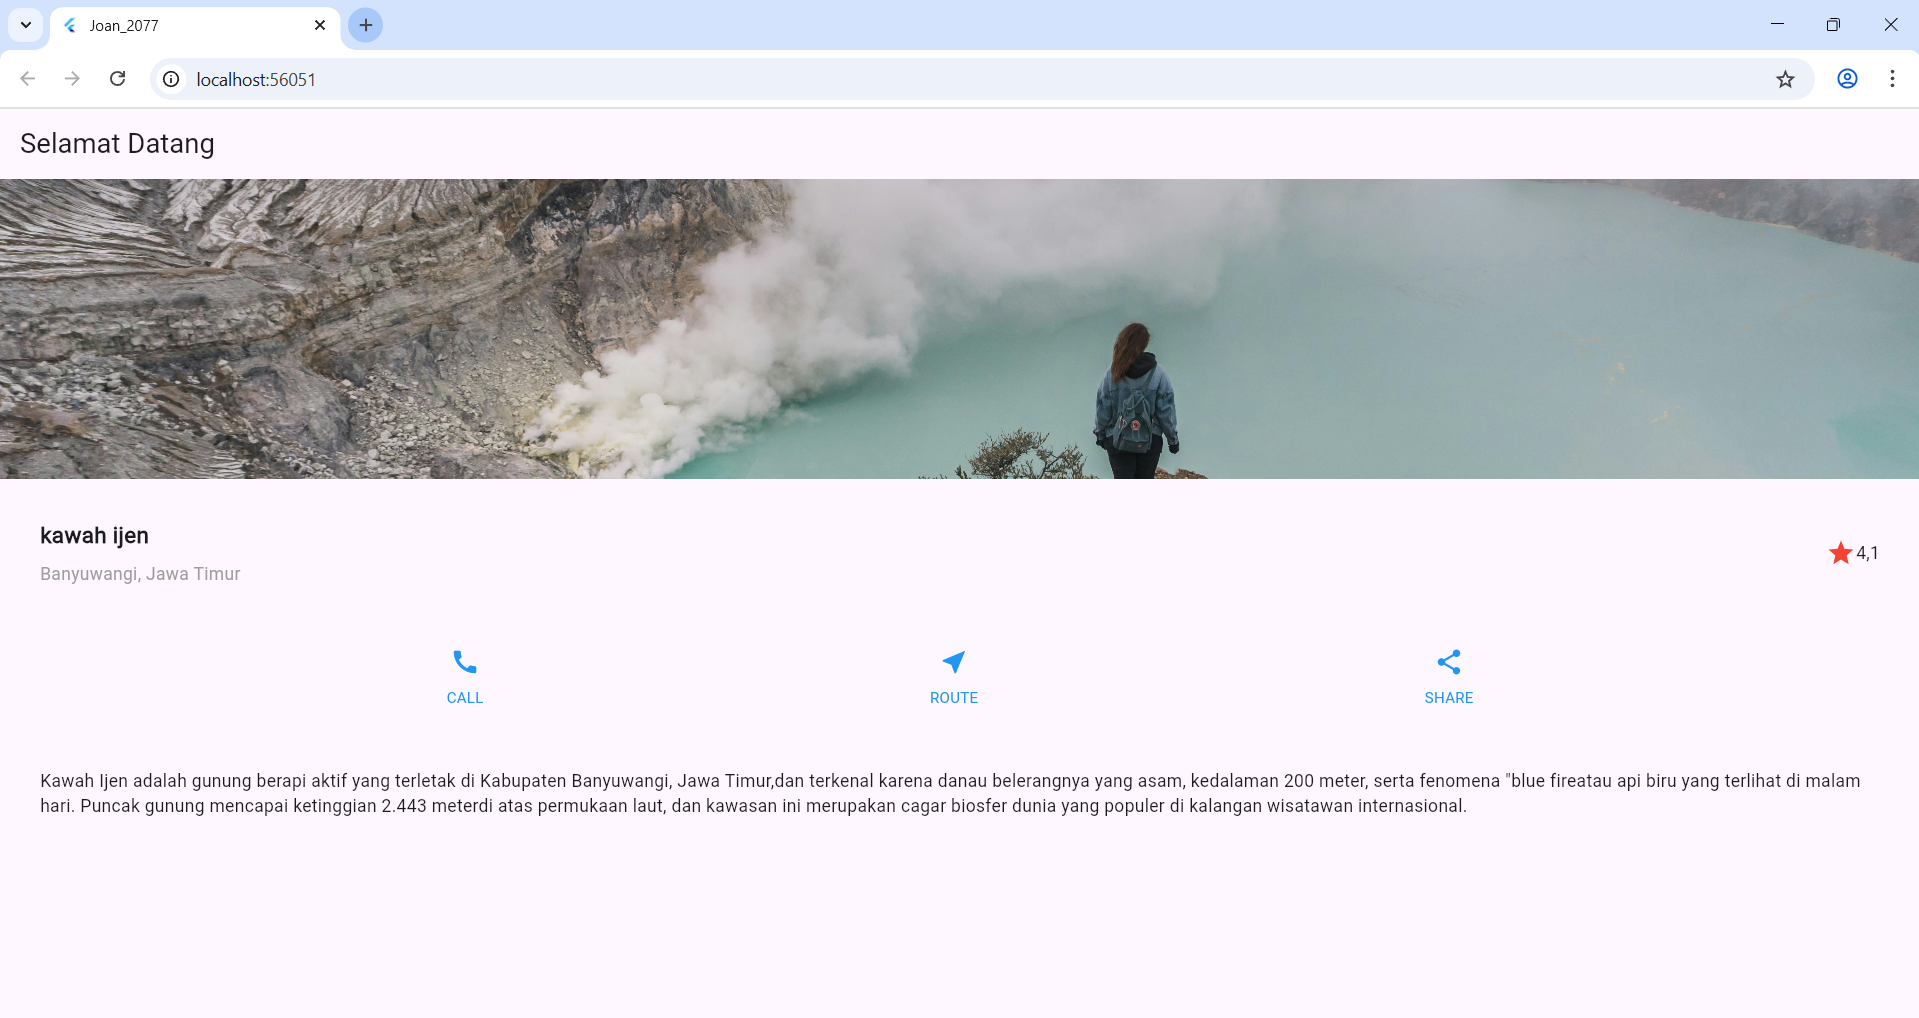 Joan_2077
localhost:56051
Selamat Datang
kawah ijen
Banyuwangi, Jawa Timur
4,1
CALL
ROUTE
SHARE
Kawah Ijen adalah gunung berapi aktif yang terletak di Kabupaten Banyuwangi, Jawa Timur,dan terkenal karena danau belerangnya yang asam, kedalaman 200 meter, serta fenomena "blue fireatau api biru yang terlihat di malam
hari. Puncak gunung mencapai ketinggian 2.443 meterdi atas permukaan laut, dan kawasan ini merupakan cagar biosfer dunia yang populer di kalangan wisatawan internasional.